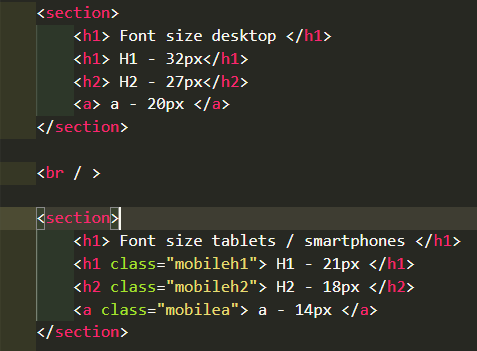 <section>
<h1> Font size desktop </h1>
<h1> H1 - 32px</h1>
<h2> H2 - 27px</h2>
<a> a - 20px </a>
</section>
<br / >
<section>
<h1> Font size tablets / smartphones </h1>
<h1 class="mobileh1"> H1 - 21px </h1>
<h2 class="mobileh2"> H2 - 18px </h2>
<a class="mobilea"> a - 14px </a>
</section>